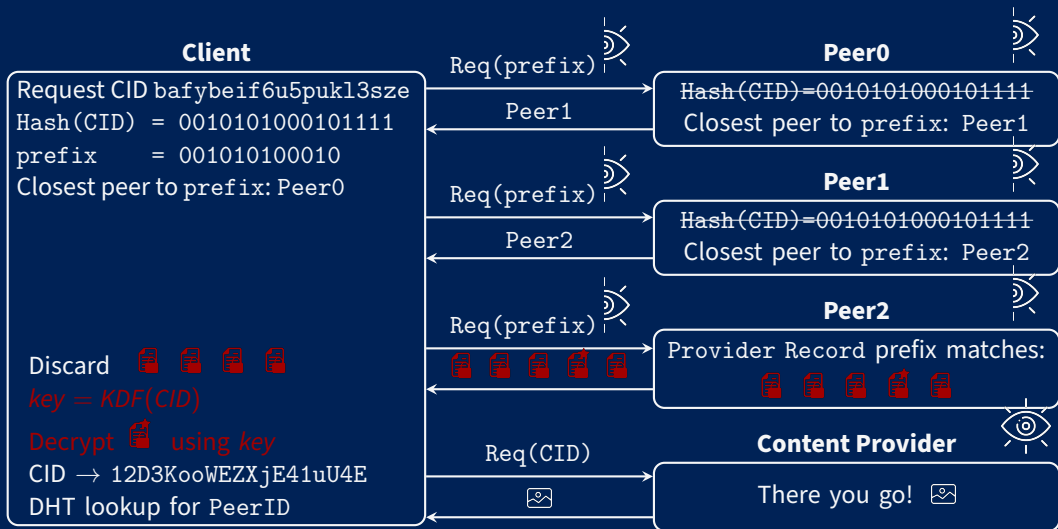 Client
Request CID bafybeif6u5pukl3sze
Hash(CID) = 0010101000101111
prefix = 001010100010
Closest peer to prefix: Peer0
Discard
key = KDF(CID)
Decrypt using key
CID → 12D3KooWEZXjE41uU4E
DHT lookup for PeerID
Req(prefix)
Peer1
Req(prefix)
Peer2
Req(prefix)
Req(CID)
Peer0
Hash(CID)=0010101000101111
Closest peer to prefix: Peer1
Peer1
Hash(CID)=0010101000101111
Closest peer to prefix: Peer2
Peer2
Provider Record prefix matches:
Content Provider
There you go!